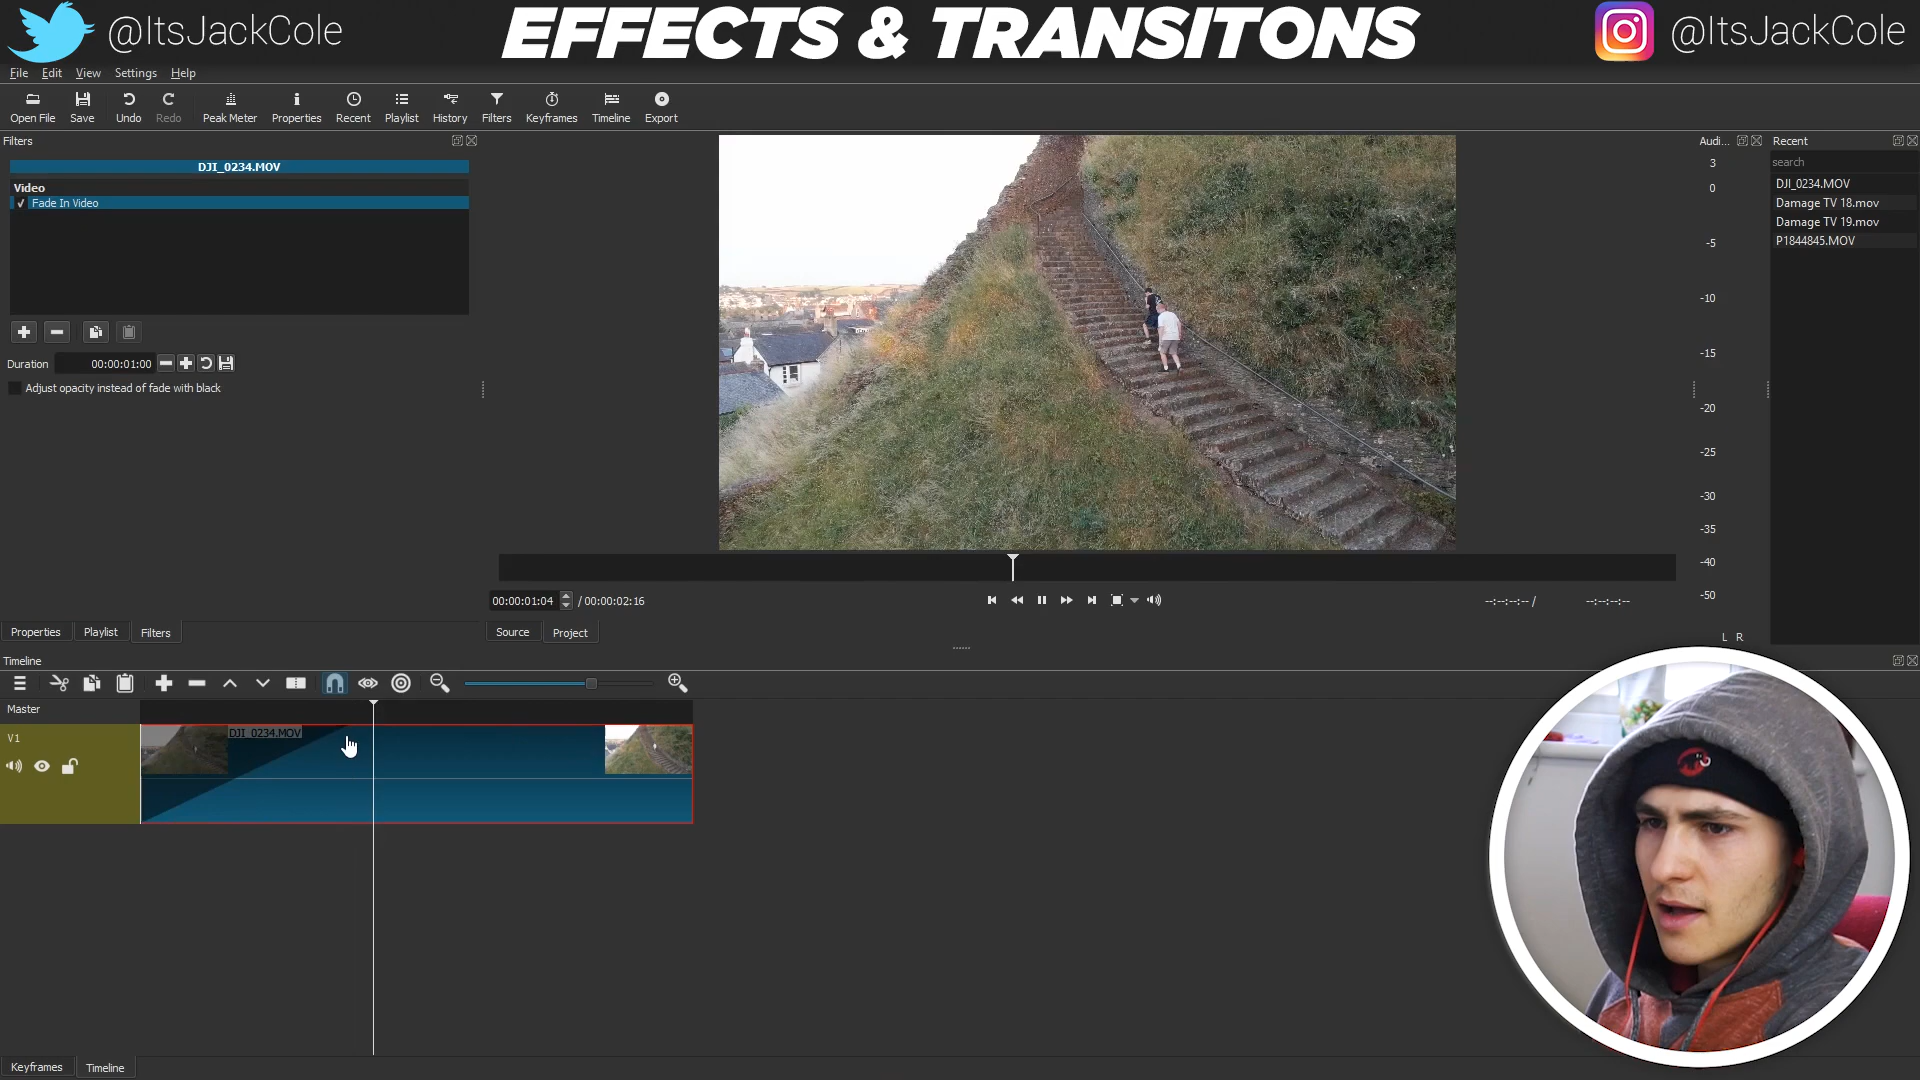 @ItsJackCole
EFFECTS & TRANSITONS
@ItsJackCole
File Edit View Settings Help
Open File Save Undo Redo Peak Meter Properties Recent Playlist History Filters Keyframes Timeline Export
Filters
DJI_0234.MOV
Video
Fade In Video
Duration 00:00:01:00
Adjust opacity instead of fade with black
Properties Playlist Filters
00:00:01:04 / 00:00:02:16
--:--:--:-- / --:--:--:--
Source Project
Audi...
3
0
-5
-10
-15
-20
-25
-30
-35
-40
-50
L R
Recent
search
DJI_0234.MOV
Damage TV 18.mov
Damage TV 19.mov
P1844845.MOV
Timeline
Master
V1
DJI_0234.MOV
Keyframes Timeline